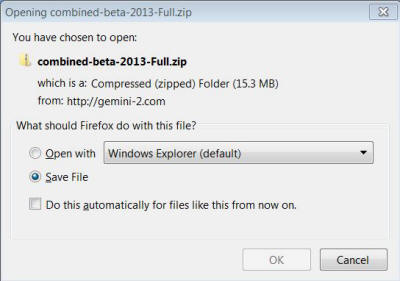 Opening combined-beta-2013-Full.zip
You have chosen to open:
combined-beta-2013-Full.zip
which is a: Compressed (zipped) Folder (15.3 MB)
from: http://gemini-2.com
What should Firefox do with this file?
Open with Windows Explorer (default)
Save File
Do this automatically for files like this from now on.
OK Cancel